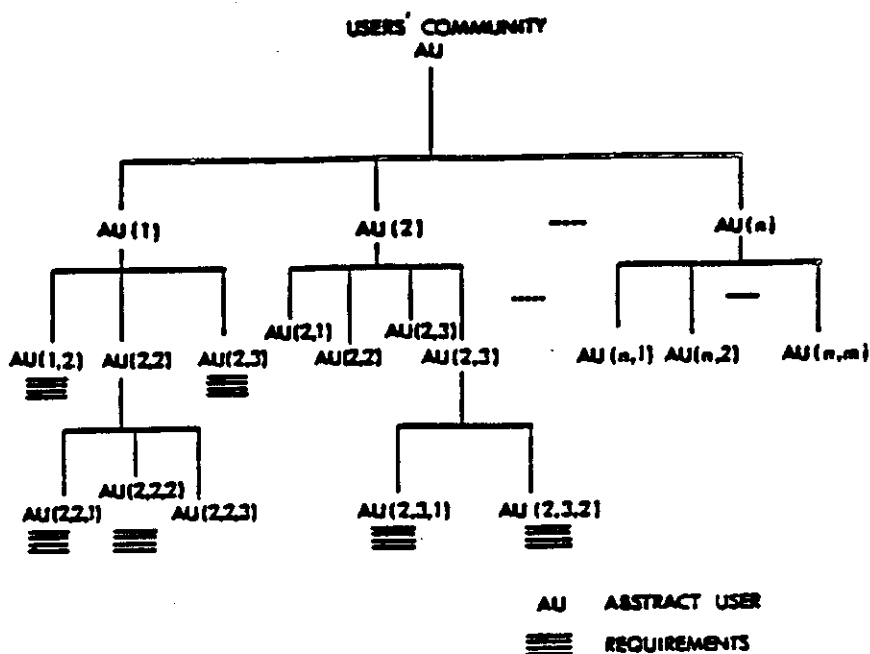 USERS' COMMUNITY
AU
AU(1) AU(2) AU(n)
AU(2,1) AU(2,3)
AU(1,2) AU(2,2) AU(2,3) AU(2,2) AU(2,3) AU(n,1) AU(n,2) AU(n,m)
AU(2,2,2)
AU(2,2,1) AU(2,2,3) AU(2,3,1) AU(2,3,2)
AU ABSTRACT USER
REQUIREMENTS